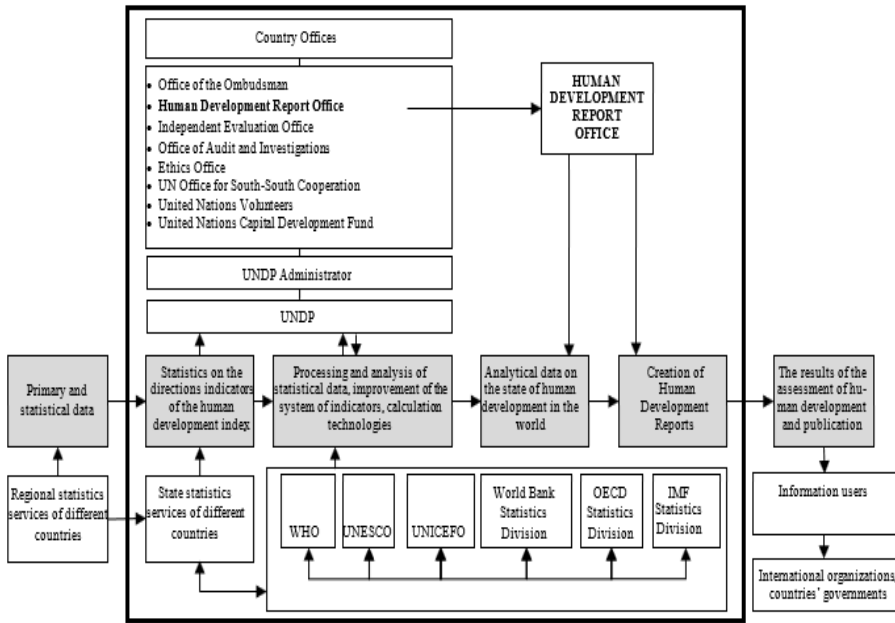 Country Offices
• Office of the Ombudsman
• Human Development Report Office
• Independent Evaluation Office
• Office of Audit and Investigations
• Ethics Office
• UN Office for South-South Cooperation
• United Nations Volunteers
• United Nations Capital Development Fund
HUMAN
DEVELOPMENT
REPORT
OFFICE
UNDP Administrator
UNDP
Primary and
statistical data
Statistics on the
directions indicators
of the human
development index
Processing and analysis of
statistical data, improvement of the
system of indicators, calculation
technologies
Analytical data on
the state of human
development in the
world
Creation of
Human
Development
Reports
The results of the
assessment of hu-
man development
and publication
Regional statistics
services of different
countries
State statistics
services of different
countries
WHO
UNESCO
UNICEFO
World Bank
Statistics
Division
OECD
Statistics
Division
IMF
Statistics
Division
Information users
International organizations,
countries’ governments